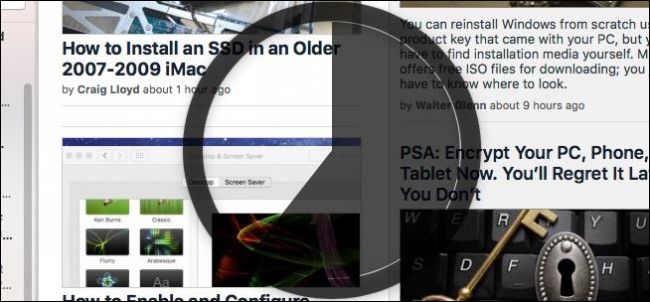 How to Install an SSD in an Older
2007-2009 iMac
by Craig Lloyd about 1 hour ago
Desktop & Screen Saver
Desktop Screen Saver
Ken Burns Classic
Flurry Arabesque
Aa
How to Enable and Configure
You can reinstall Windows from scratch us
product key that came with your PC, but y
have to find installation media yourself. M
offers free ISO files for downloading; you
have to know where to look.
by Walter Glenn about 9 hours ago
PSA: Encrypt Your PC, Phone,
Tablet Now. You’ll Regret It La
You Don’t
W E R Y U
S D F J K